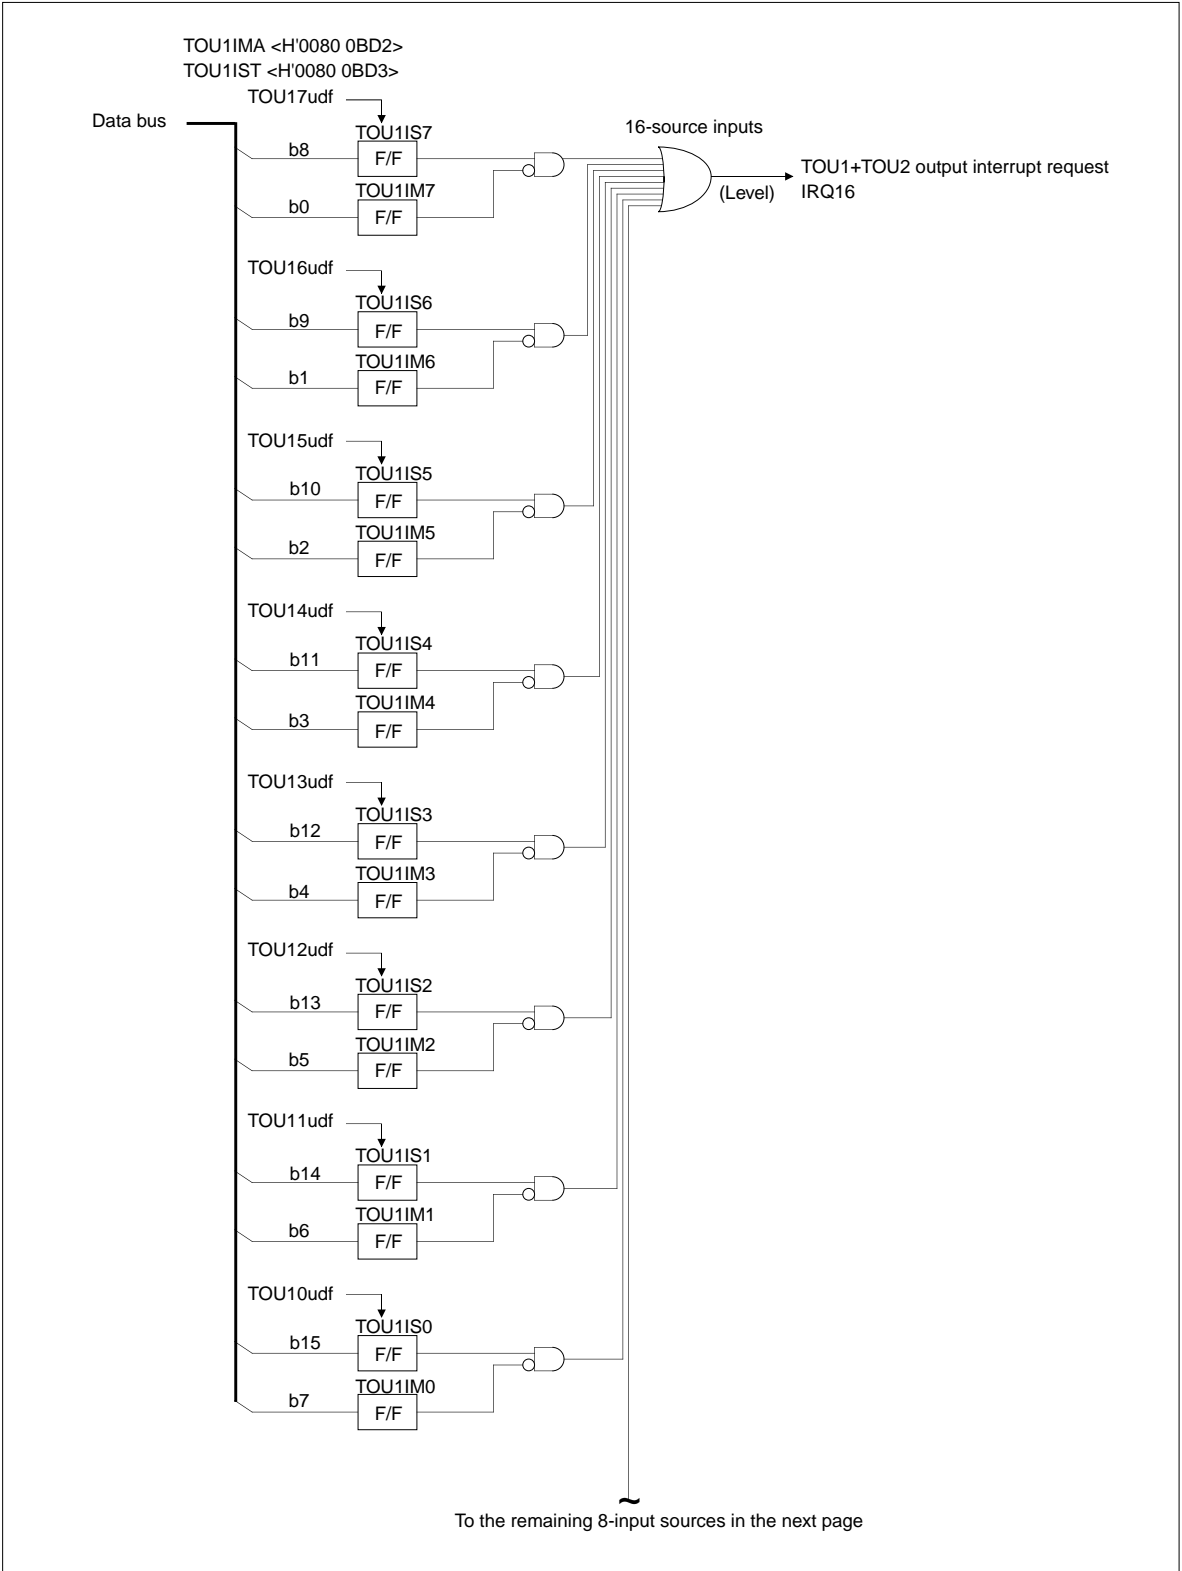 TOU1IMA <H'0080 0BD2>
TOU1IST <H'0080 0BD3>
TOU17udf
Data bus
16-source inputs
TOU1IS7
b8
F/F
TOU1+TOU2 output interrupt request
IRQ16
(Level)
TOU1IM7
b0
F/F
TOU16udf
TOU1IS6
b9
F/F
TOU1IM6
b1
F/F
TOU15udf
TOU1IS5
b10
F/F
TOU1IM5
b2
F/F
TOU14udf
TOU1IS4
b11
F/F
TOU1IM4
b3
F/F
TOU13udf
TOU1IS3
b12
F/F
TOU1IM3
b4
F/F
TOU12udf
TOU1IS2
b13
F/F
TOU1IM2
b5
F/F
TOU11udf
TOU1IS1
b14
F/F
TOU1IM1
b6
F/F
TOU10udf
TOU1IS0
b15
F/F
TOU1IM0
b7
F/F
~
To the remaining 8-input sources in the next page